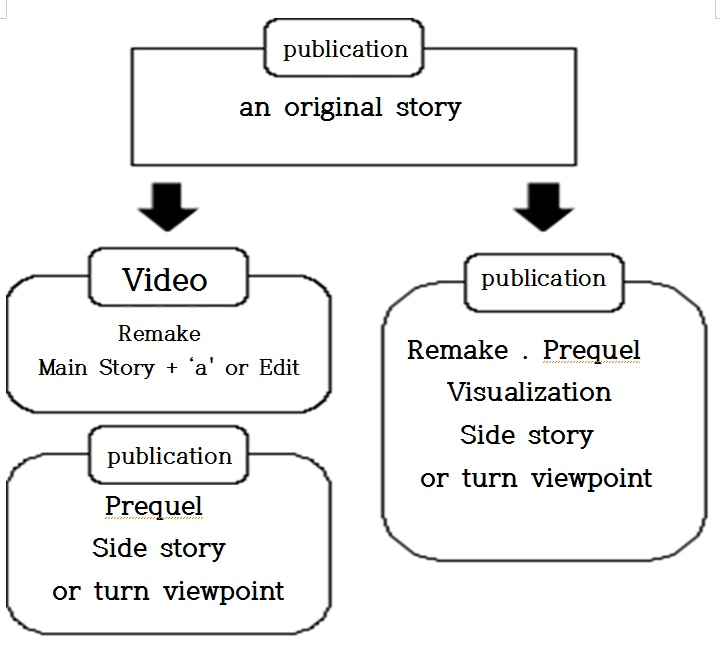 publication
an original story
Video
Remake
Main Story + ‘a' or Edit
publication
Prequel
Side story
or turn viewpoint
publication
Remake . Prequel
Visualization
Side story
or turn viewpoint